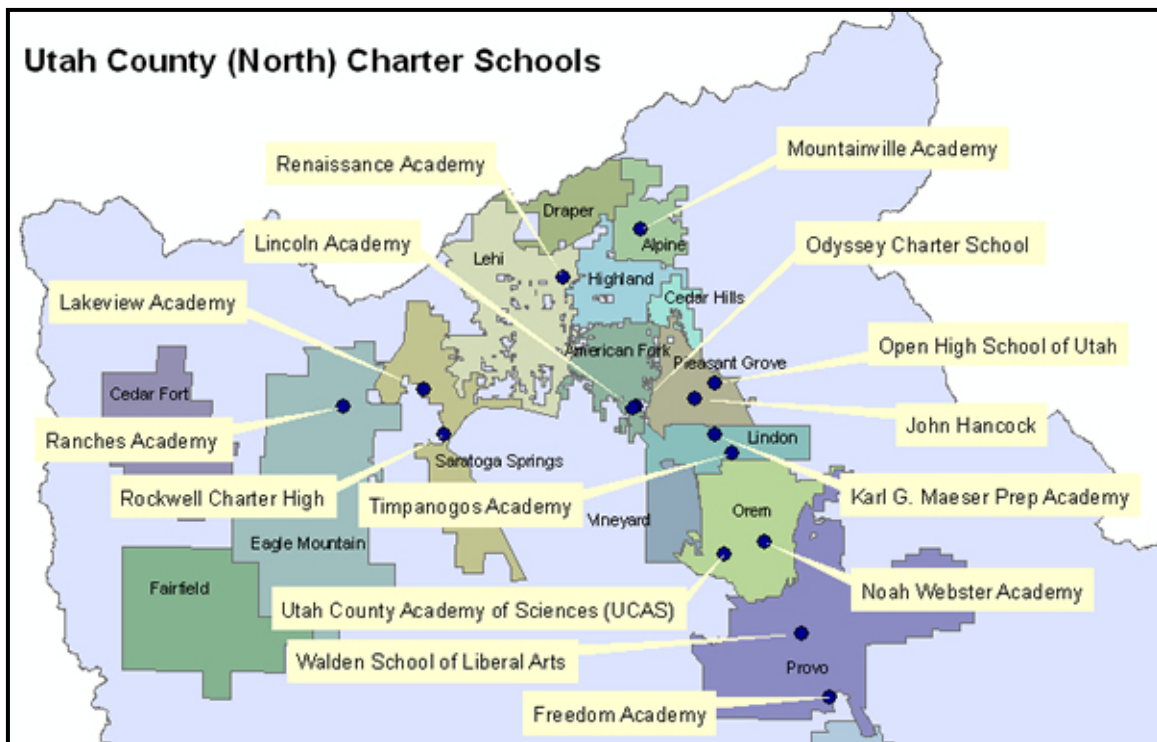 Utah County (North) Charter Schools
Renaissance Academy
Mountainville Academy
Draper
Lincoln Academy
Lehi
Alpine
Odyssey Charter School
Highland
Lakeview Academy
Cedar Hills
American Fork
Pleasant Grove
Open High School of Utah
Cedar Fort
Ranches Academy
John Hancock
Lindon
Saratoga Springs
Rockwell Charter High
Timpanogos Academy
Karl G. Maeser Prep Academy
Vineyard
Orem
Eagle Mountain
Fairfield
Noah Webster Academy
Utah County Academy of Sciences (UCAS)
Walden School of Liberal Arts
Provo
Freedom Academy